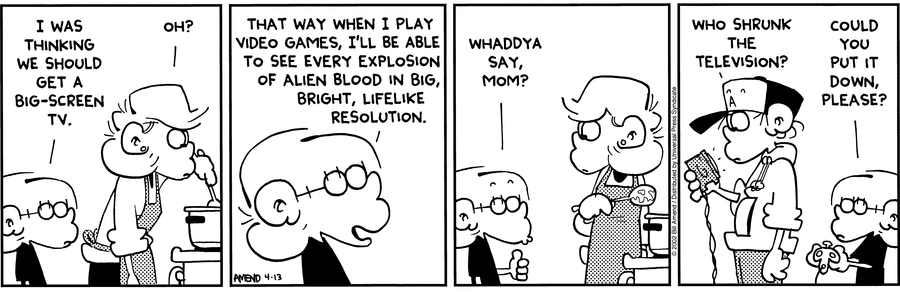 I WAS
THINKING
WE SHOULD
GET A
BIG-SCREEN
TV.
OH?
THAT WAY WHEN I PLAY
VIDEO GAMES, I'LL BE ABLE
TO SEE EVERY EXPLOSION
OF ALIEN BLOOD IN BIG,
BRIGHT, LIFELIKE
RESOLUTION.
AMEND 4-13
WHADDYA
SAY,
MOM?
© 2002 Bill Amend / Distributed by Universal Press Syndicate
WHO SHRUNK
THE
TELEVISION?
A
COULD
YOU
PUT IT
DOWN,
PLEASE?